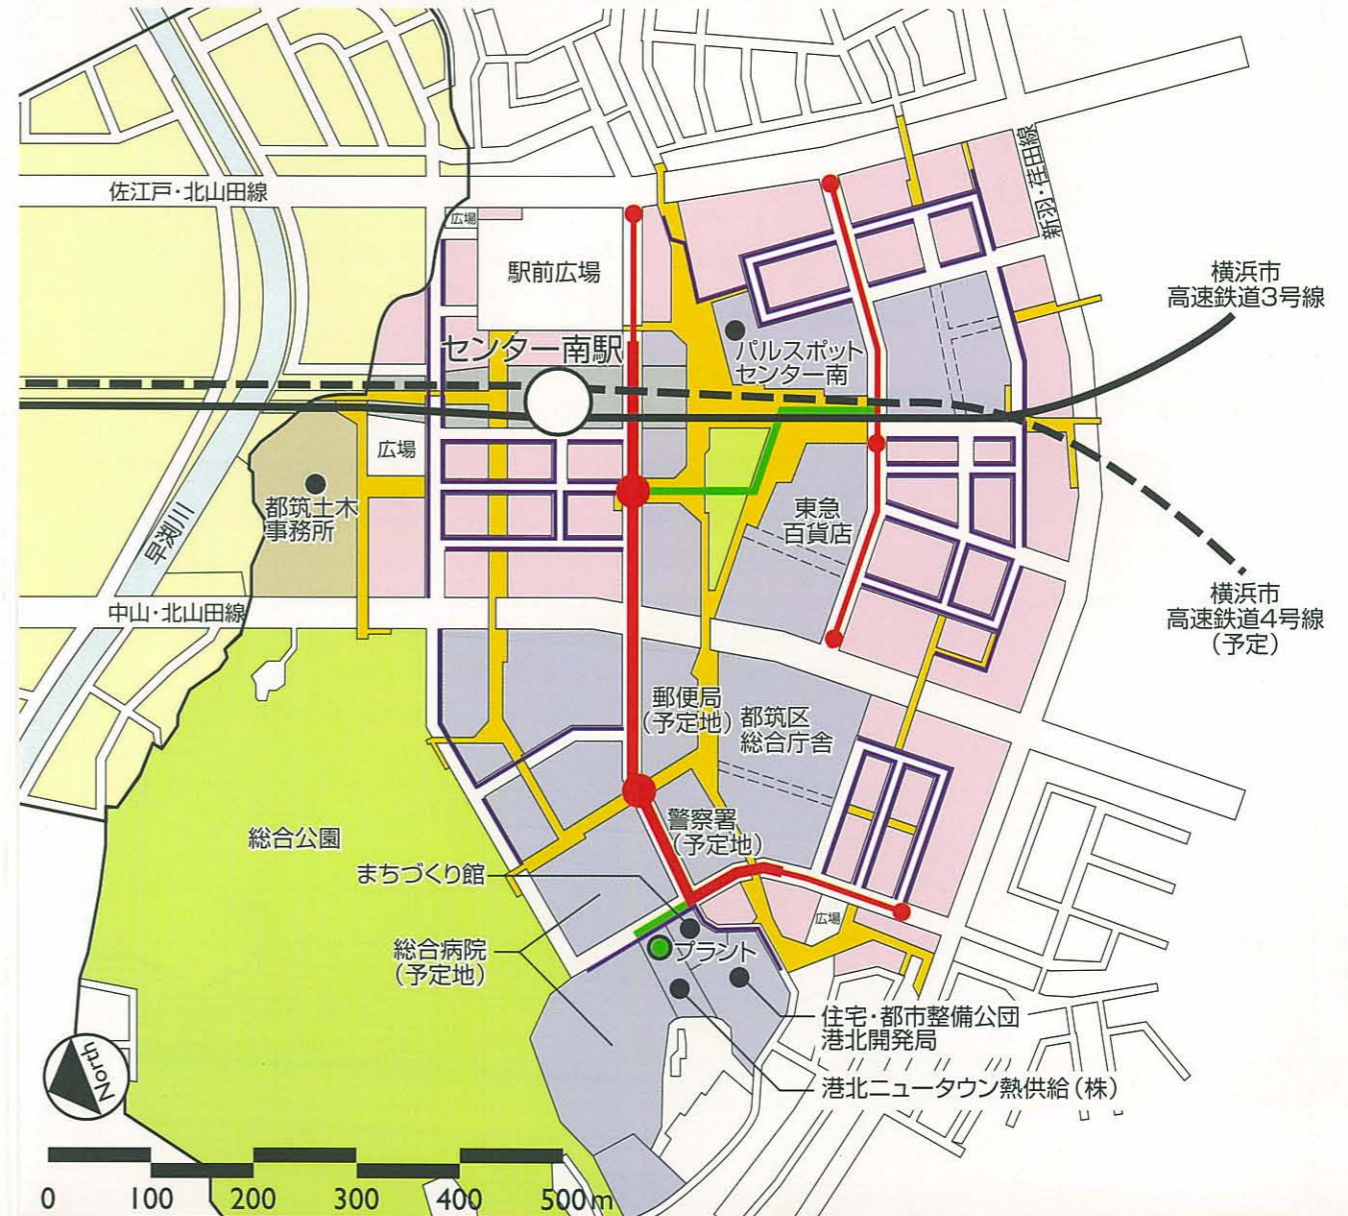 佐江戸・北山田線
新羽・荏田線
広場
駅前広場
横浜市
高速鉄道3号線
センター南駅
パルスポット
センター南
広場
都筑土木
事務所
早渕川
東急
百貨店
横浜市
高速鉄道4号線
(予定)
中山・北山田線
郵便局
(予定地)
都筑区
総合庁舎
総合公園
警察署
(予定地)
まちづくり館
広場
総合病院
(予定地)
プラント
住宅・都市整備公団
港北開発局
港北ニュータウン熱供給(株)
North
0 100 200 300 400 500m